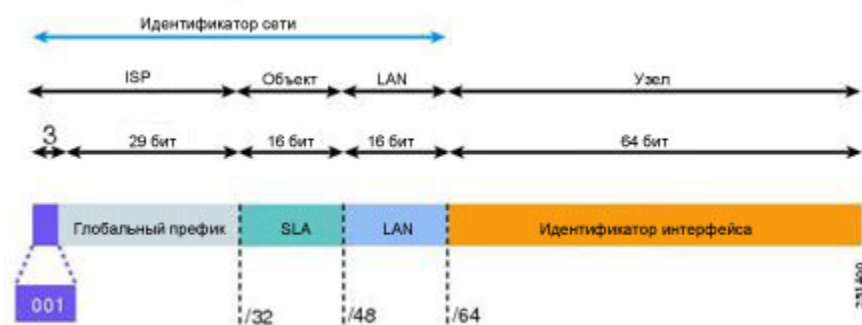 Идентификатор сети
ISP Объект LAN Узел
3 29 бит 16 бит 16 бит 64 бит
Глобальный префик SLA LAN Идентификатор интерфейса
001 /32 /48 /64